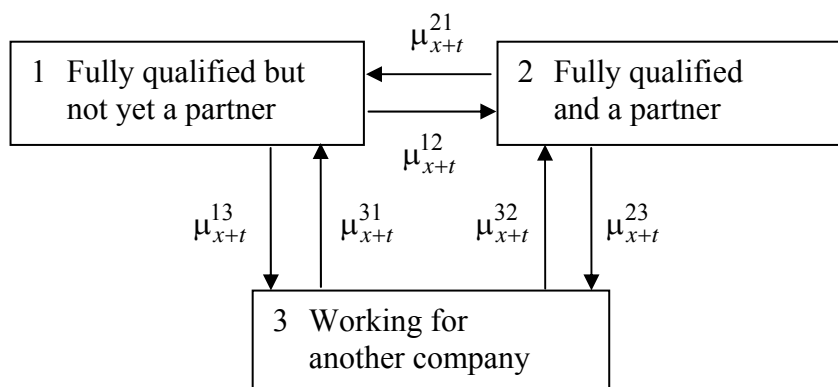 μ²¹ₓ₊ₜ
1 Fully qualified but
not yet a partner
2 Fully qualified
and a partner
μ¹²ₓ₊ₜ
μ¹³ₓ₊ₜ
μ³¹ₓ₊ₜ
μ³²ₓ₊ₜ
μ²³ₓ₊ₜ
3 Working for
another company